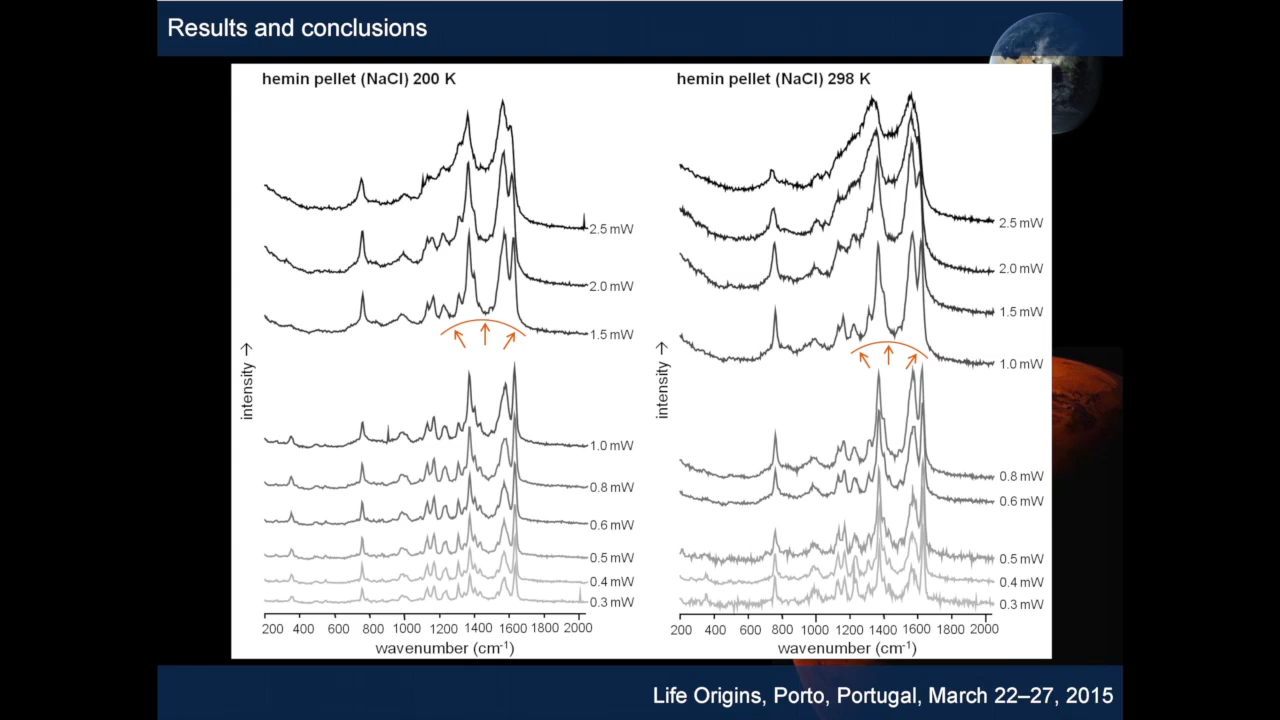 Results and conclusions
hemin pellet (NaCl) 200 K
2.5 mW
2.0 mW
1.5 mW
1.0 mW
0.8 mW
0.6 mW
0.5 mW
0.4 mW
0.3 mW
intensity →
200 400 600 800 1000 1200 1400 1600 1800 2000
wavenumber (cm⁻¹)
hemin pellet (NaCl) 298 K
2.5 mW
2.0 mW
1.5 mW
1.0 mW
0.8 mW
0.6 mW
0.5 mW
0.4 mW
0.3 mW
intensity →
200 400 600 800 1000 1200 1400 1600 1800 2000
wavenumber (cm⁻¹)
Life Origins, Porto, Portugal, March 22–27, 2015